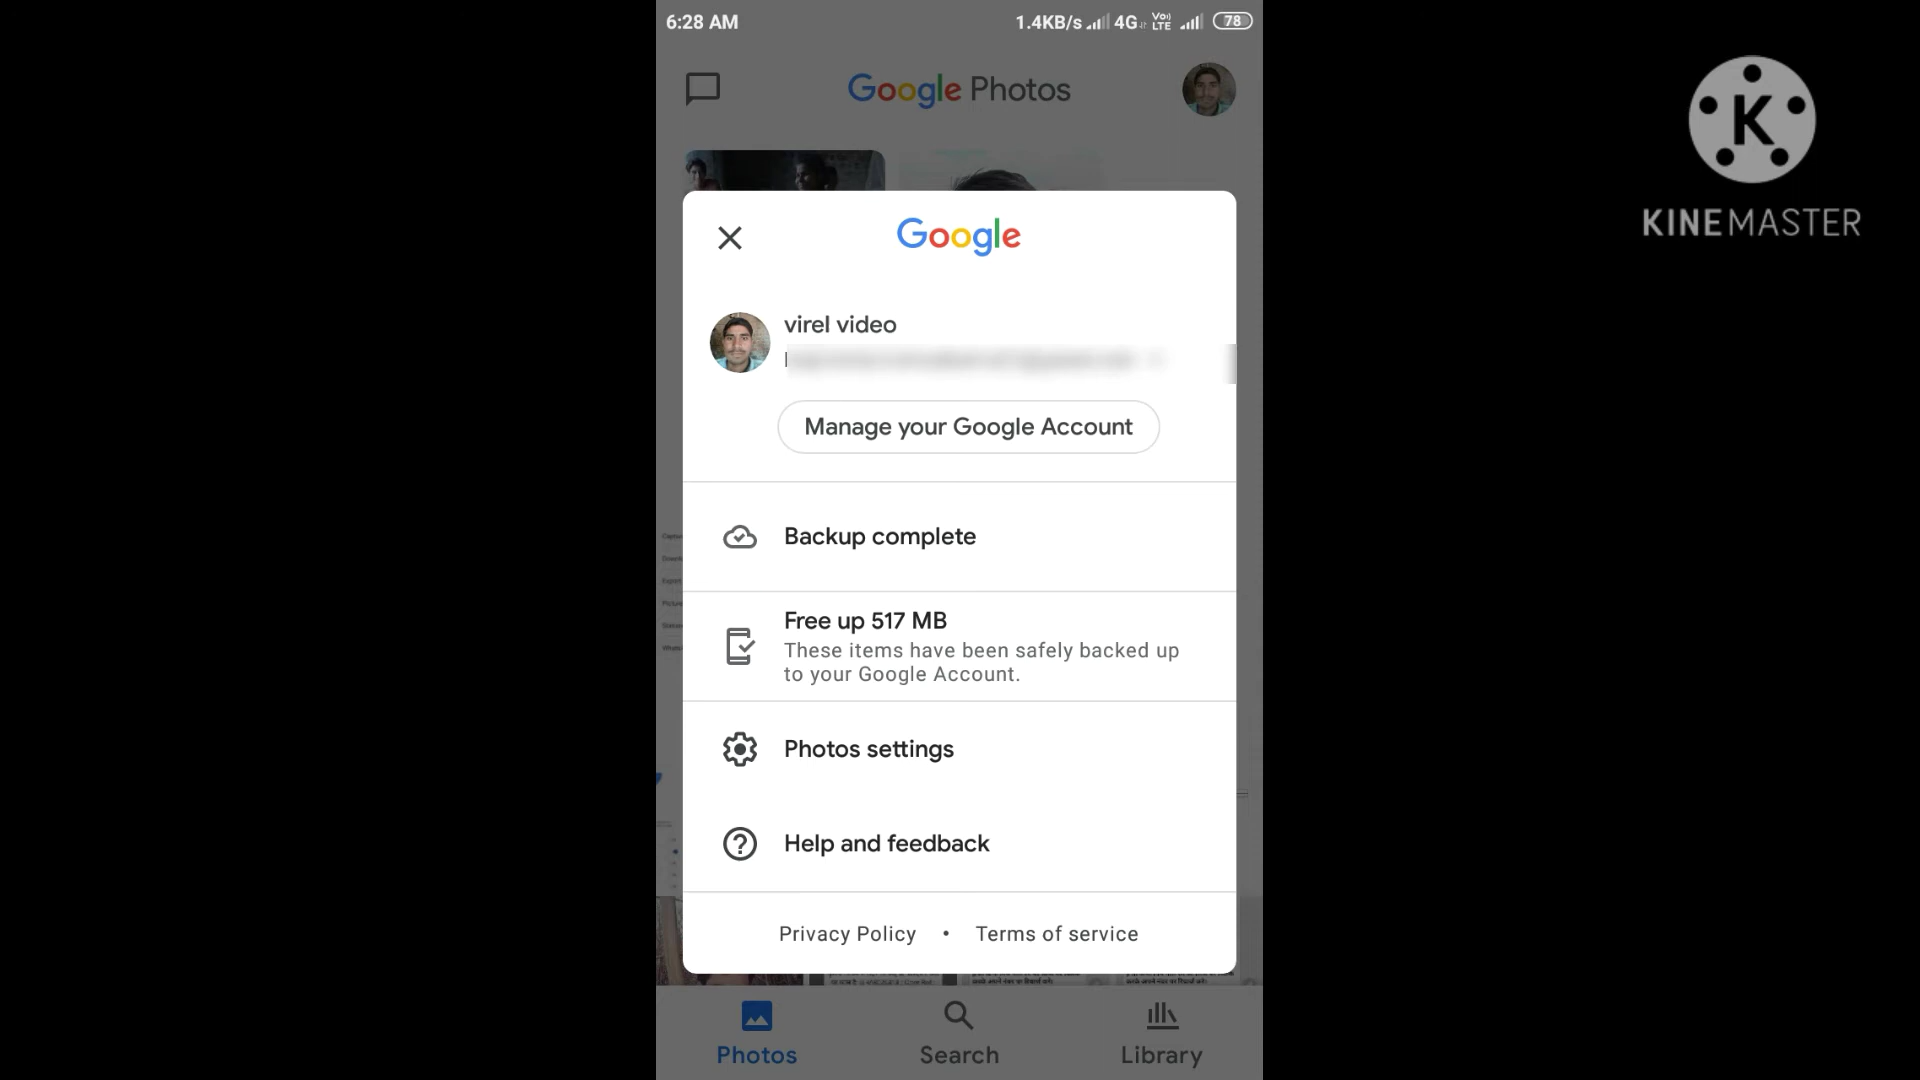 6:28 AM
1.4KB/s 4G Vo) LTE 78
Google Photos
K
KINEMASTER
Google
virel video
Manage your Google Account
Backup complete
Free up 517 MB
These items have been safely backed up
to your Google Account.
Photos settings
Help and feedback
Privacy Policy • Terms of service
Photos
Search
Library